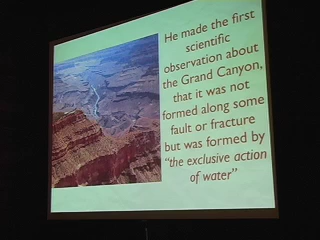 He made the first
scientific
observation about
the Grand Canyon,
that it was not
formed along some
fault or fracture
but was formed by
“the exclusive action
of water”